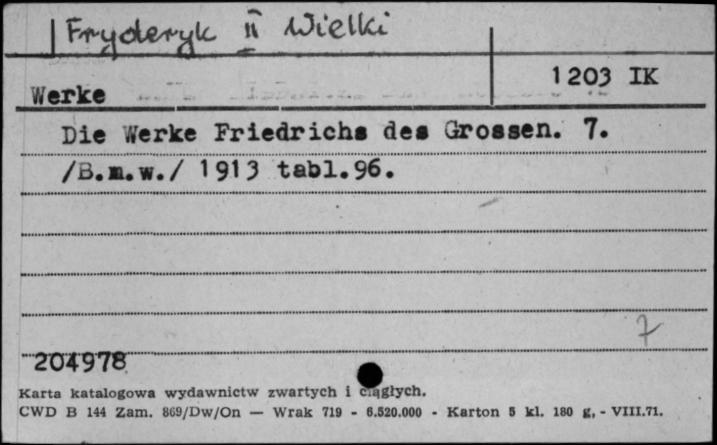 Fryderyk II Wielki
1203 IK
Werke
Die Werke Friedrichs des Grossen. 7.
/B.m.w./ 1913 tabl.96.
7
204978
Karta katalogowa wydawnictw zwartych i ciągłych.
CWD B 144 Zam. 869/Dw/On — Wrak 719 - 6.520.000 - Karton 5 kl. 180 g, - VIII.71.